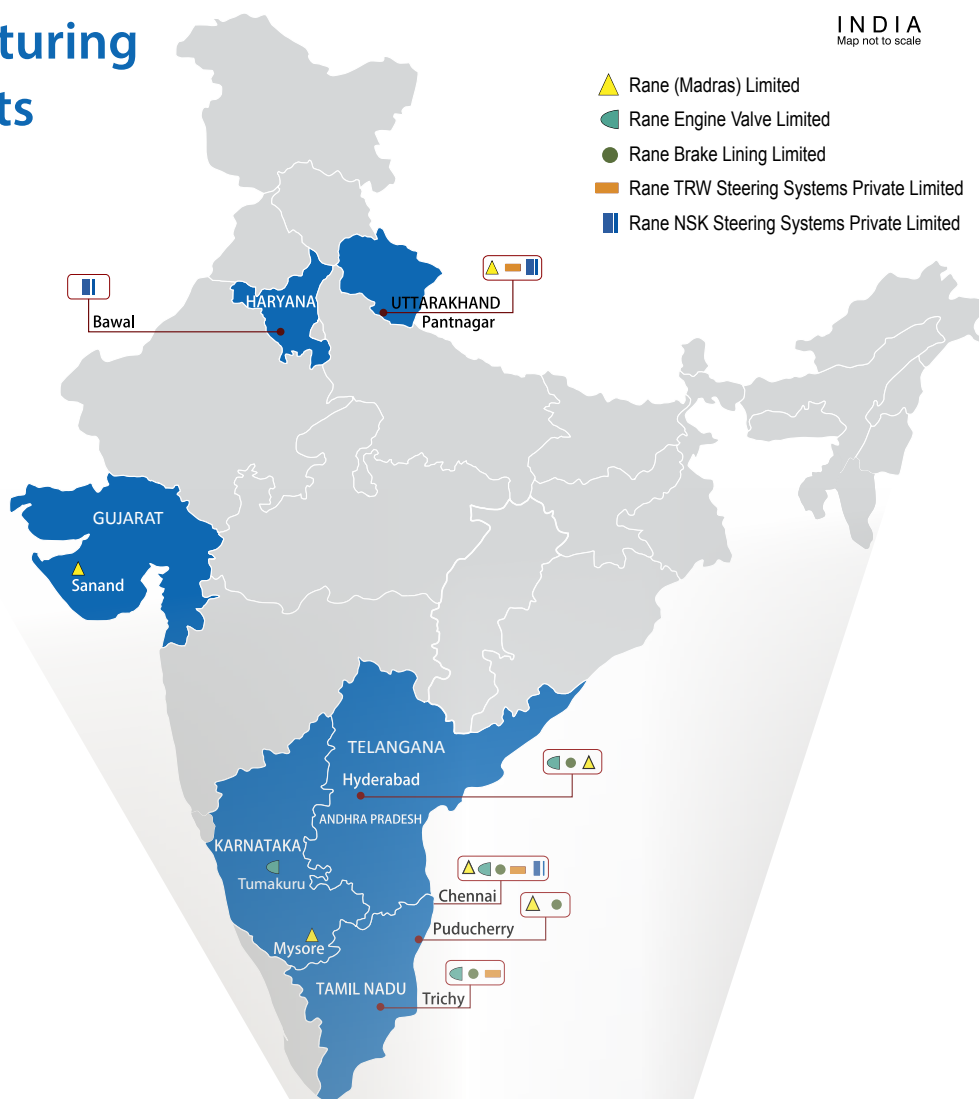 turing
ts
INDIA
Map not to scale
Rane (Madras) Limited
Rane Engine Valve Limited
Rane Brake Lining Limited
Rane TRW Steering Systems Private Limited
Rane NSK Steering Systems Private Limited
HARYANA
Bawal
UTTARAKHAND
Pantnagar
GUJARAT
Sanand
TELANGANA
Hyderabad
ANDHRA PRADESH
KARNATAKA
Tumakuru
Chennai
Puducherry
Mysore
TAMIL NADU
Trichy